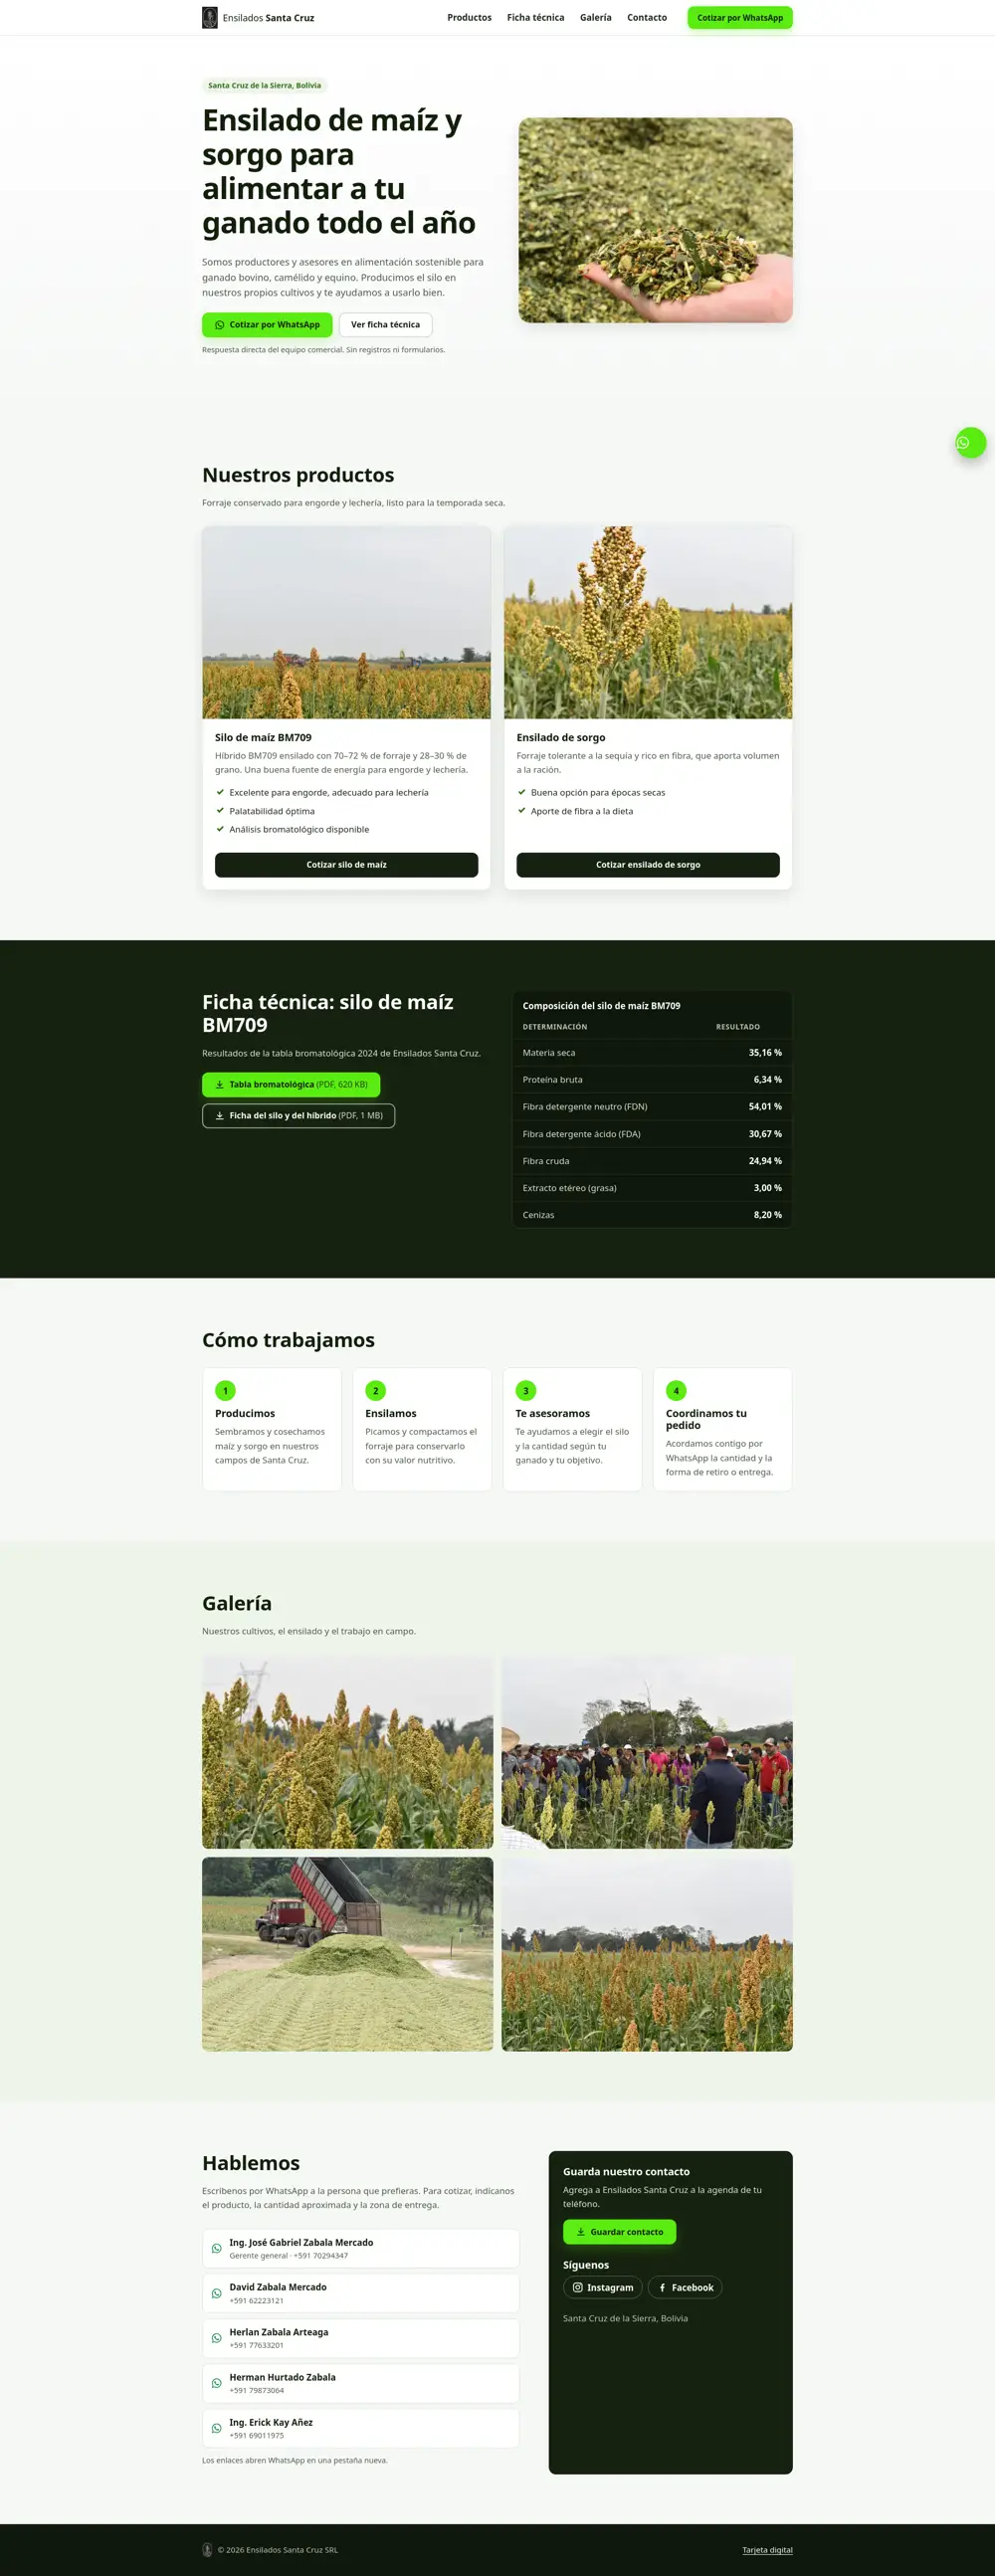 Ensilados Santa Cruz
Productos
Ficha técnica
Galería
Contacto
Cotizar por WhatsApp
Santa Cruz de la Sierra, Bolivia
Ensilado de maíz y
sorgo para
alimentar a tu
ganado todo el año
Somos productores y asesores en alimentación sostenible para
ganado bovino, camélido y equino. Producimos el silo en
nuestros propios cultivos y te ayudamos a usarlo bien.
Cotizar por WhatsApp
Ver ficha técnica
Respuesta directa del equipo comercial. Sin registros ni formularios.
Nuestros productos
Forraje conservado para engorde y lechería, listo para la temporada seca.
Silo de maíz BM709
Híbrido BM709 ensilado con 70–72 % de forraje y 28–30 % de
grano. Una buena fuente de energía para engorde y lechería.
Excelente para engorde, adecuado para lechería
Palatabilidad óptima
Análisis bromatológico disponible
Cotizar silo de maíz
Ensilado de sorgo
Forraje tolerante a la sequía y rico en fibra, que aporta volumen
a la ración.
Buena opción para épocas secas
Aporte de fibra a la dieta
Cotizar ensilado de sorgo
Ficha técnica: silo de maíz
BM709
Resultados de la tabla bromatológica 2024 de Ensilados Santa Cruz.
Tabla bromatológica (PDF, 620 KB)
Ficha del silo y del híbrido (PDF, 1 MB)
Composición del silo de maíz BM709
DETERMINACIÓN RESULTADO
Materia seca 35,16 %
Proteína bruta 6,34 %
Fibra detergente neutro (FDN) 54,01 %
Fibra detergente ácido (FDA) 30,67 %
Fibra cruda 24,94 %
Extracto etéreo (grasa) 3,00 %
Cenizas 8,20 %
Cómo trabajamos
1
Producimos
Sembramos y cosechamos
maíz y sorgo en nuestros
campos de Santa Cruz.
2
Ensilamos
Picamos y compactamos el
forraje para conservarlo
con su valor nutritivo.
3
Te asesoramos
Te ayudamos a elegir el silo
y la cantidad según tu
ganado y tu objetivo.
4
Coordinamos tu
pedido
Acordamos contigo por
WhatsApp la cantidad y la
forma de retiro o entrega.
Galería
Nuestros cultivos, el ensilado y el trabajo en campo.
Hablemos
Escríbenos por WhatsApp a la persona que prefieras. Para cotizar, indícanos
el producto, la cantidad aproximada y la zona de entrega.
Ing. José Gabriel Zabala Mercado
Gerente general · +591 70294347
David Zabala Mercado
+591 62223121
Herlan Zabala Arteaga
+591 77633201
Herman Hurtado Zabala
+591 79873064
Ing. Erick Kay Añez
+591 69011975
Los enlaces abren WhatsApp en una pestaña nueva.
Guarda nuestro contacto
Agrega a Ensilados Santa Cruz a la agenda de tu
teléfono.
Guardar contacto
Síguenos
Instagram
Facebook
Santa Cruz de la Sierra, Bolivia
© 2026 Ensilados Santa Cruz SRL
Tarjeta digital